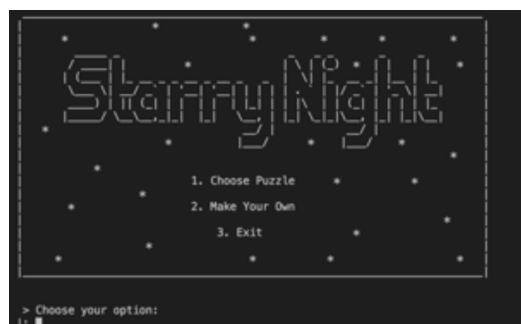 Starry Night
1. Choose Puzzle
2. Make Your Own
3. Exit
> Choose your option:
|: